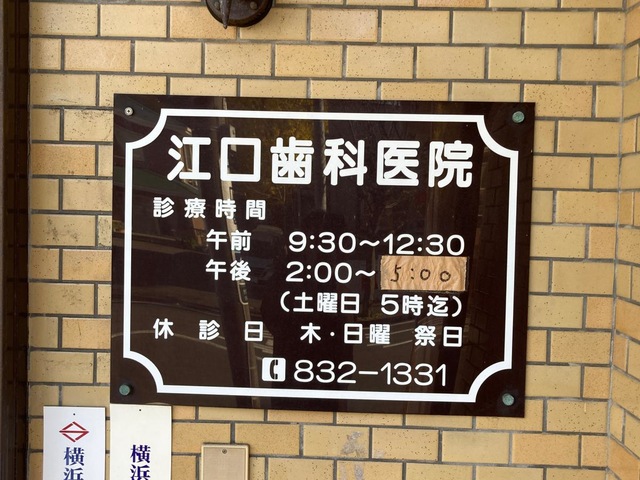 江口歯科医院
診療時間
午前 9:30～12:30
午後 2:00～5:00
(土曜日 5時迄)
休診日 木・日曜 祭日
832-1331
横浜
横浜